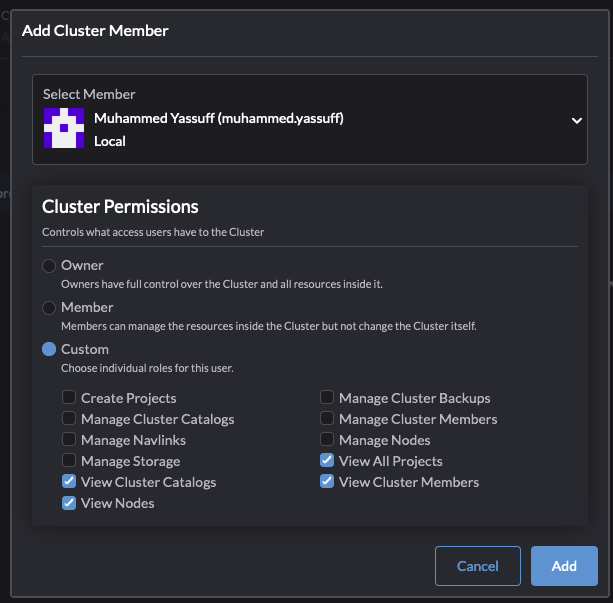 Add Cluster Member
Select Member
Muhammed Yassuff (muhammed.yassuff)
Local
Cluster Permissions
Controls what access users have to the Cluster
Owner
Owners have full control over the Cluster and all resources inside it.
Member
Members can manage the resources inside the Cluster but not change the Cluster itself.
Custom
Choose individual roles for this user.
Create Projects
Manage Cluster Backups
Manage Cluster Catalogs
Manage Cluster Members
Manage Navlinks
Manage Nodes
Manage Storage
View All Projects
View Cluster Catalogs
View Cluster Members
View Nodes
Cancel
Add